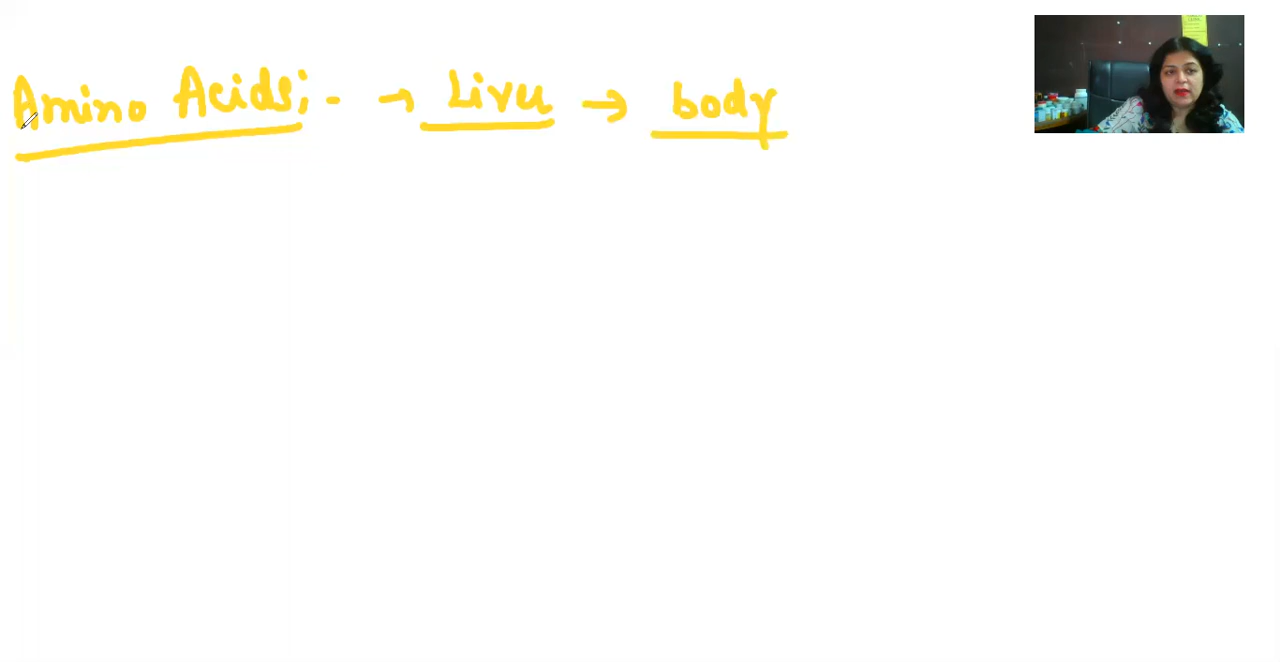 Amino Acids;- → Liver → body